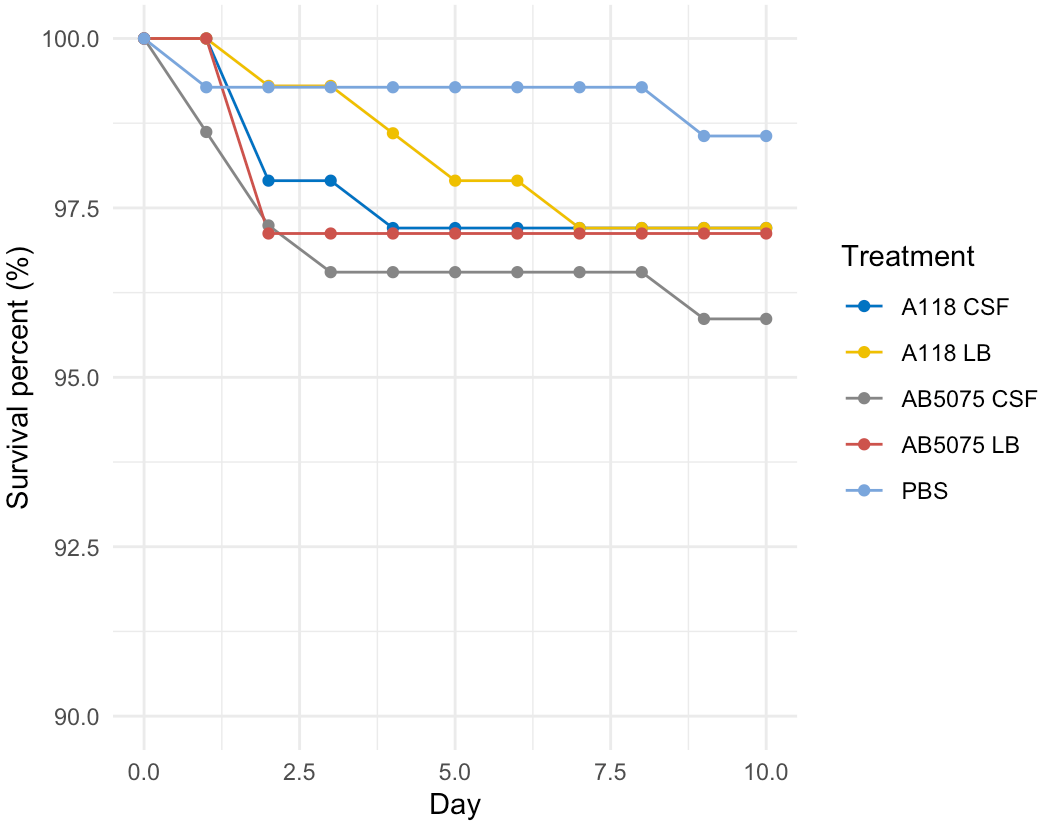 Survival percent (%)
100.0
97.5
95.0
92.5
90.0
0.0
2.5
5.0
7.5
10.0
Day
Treatment
A118 CSF
A118 LB
AB5075 CSF
AB5075 LB
PBS